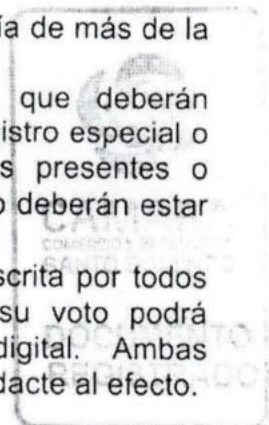 ía de más de la
que deberán
istro especial o
s presentes o
o deberán estar
scrita por todos
su voto podrá
digital. Ambas
dacte al efecto.